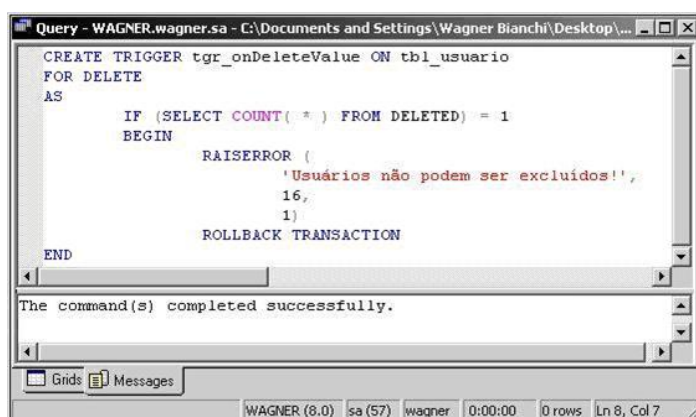 Query - WAGNER.wagner.sa - C:\Documents and Settings\Wagner Bianchi\Desktop\...
CREATE TRIGGER tgr_onDeleteValue ON tbl_usuario
FOR DELETE
AS
IF (SELECT COUNT( * ) FROM DELETED) = 1
BEGIN
RAISERROR (
'Usuários não podem ser excluídos!',
16,
1)
ROLLBACK TRANSACTION
END
The command(s) completed successfully.
Grids Messages
WAGNER (8.0) sa (57) wagner 0:00:00 0 rows Ln 8, Col 7